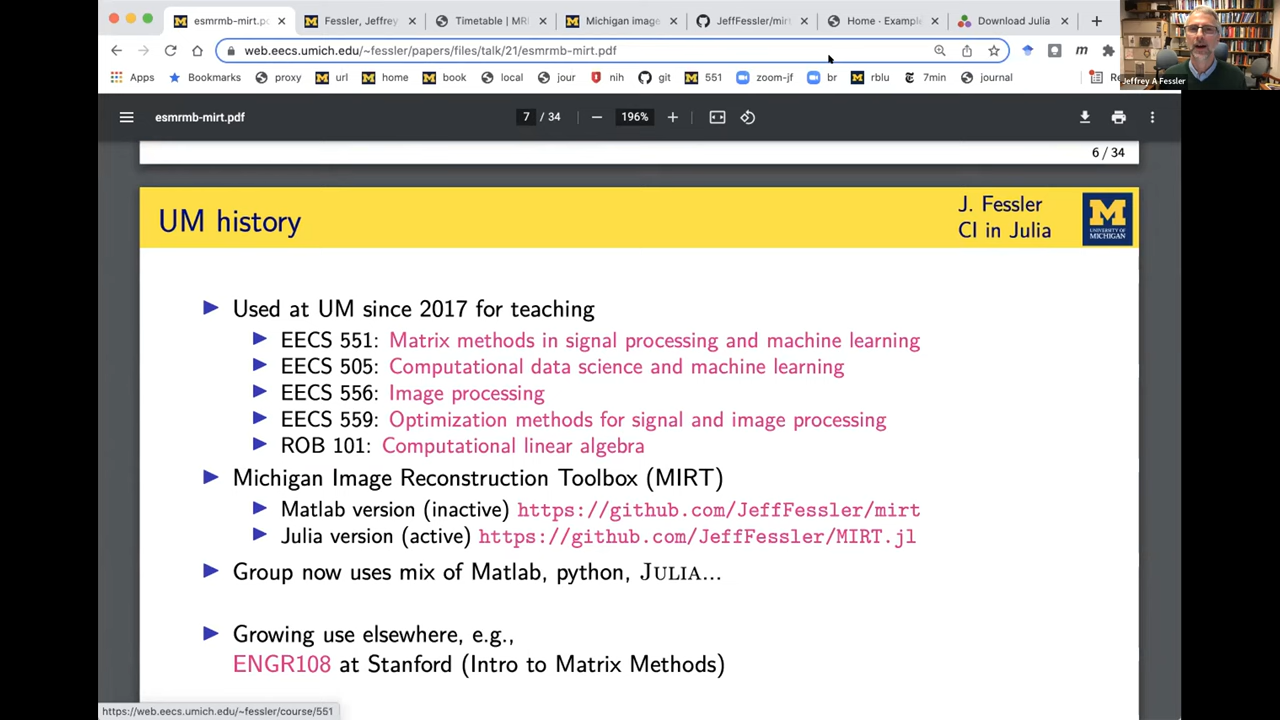 esmrmb-mirt.pd
Fessler, Jeffrey
Timetable | MRI
Michigan image
JeffFessler/mirt
Home · Example
Download Julia
web.eecs.umich.edu/~fessler/papers/files/talk/21/esmrmb-mirt.pdf
Apps
Bookmarks
proxy
url
home
book
local
jour
nih
git
551
zoom-jf
br
rblu
7min
journal
Jeffrey A Fessler
esmrmb-mirt.pdf
7 / 34
196%
6 / 34
UM history
J. Fessler
CI in Julia
M
UNIVERSITY OF
MICHIGAN
Used at UM since 2017 for teaching
EECS 551: Matrix methods in signal processing and machine learning
EECS 505: Computational data science and machine learning
EECS 556: Image processing
EECS 559: Optimization methods for signal and image processing
ROB 101: Computational linear algebra
Michigan Image Reconstruction Toolbox (MIRT)
Matlab version (inactive) https://github.com/JeffFessler/mirt
Julia version (active) https://github.com/JeffFessler/MIRT.jl
Group now uses mix of Matlab, python, JULIA...
Growing use elsewhere, e.g.,
ENGR108 at Stanford (Intro to Matrix Methods)
https://web.eecs.umich.edu/~fessler/course/551